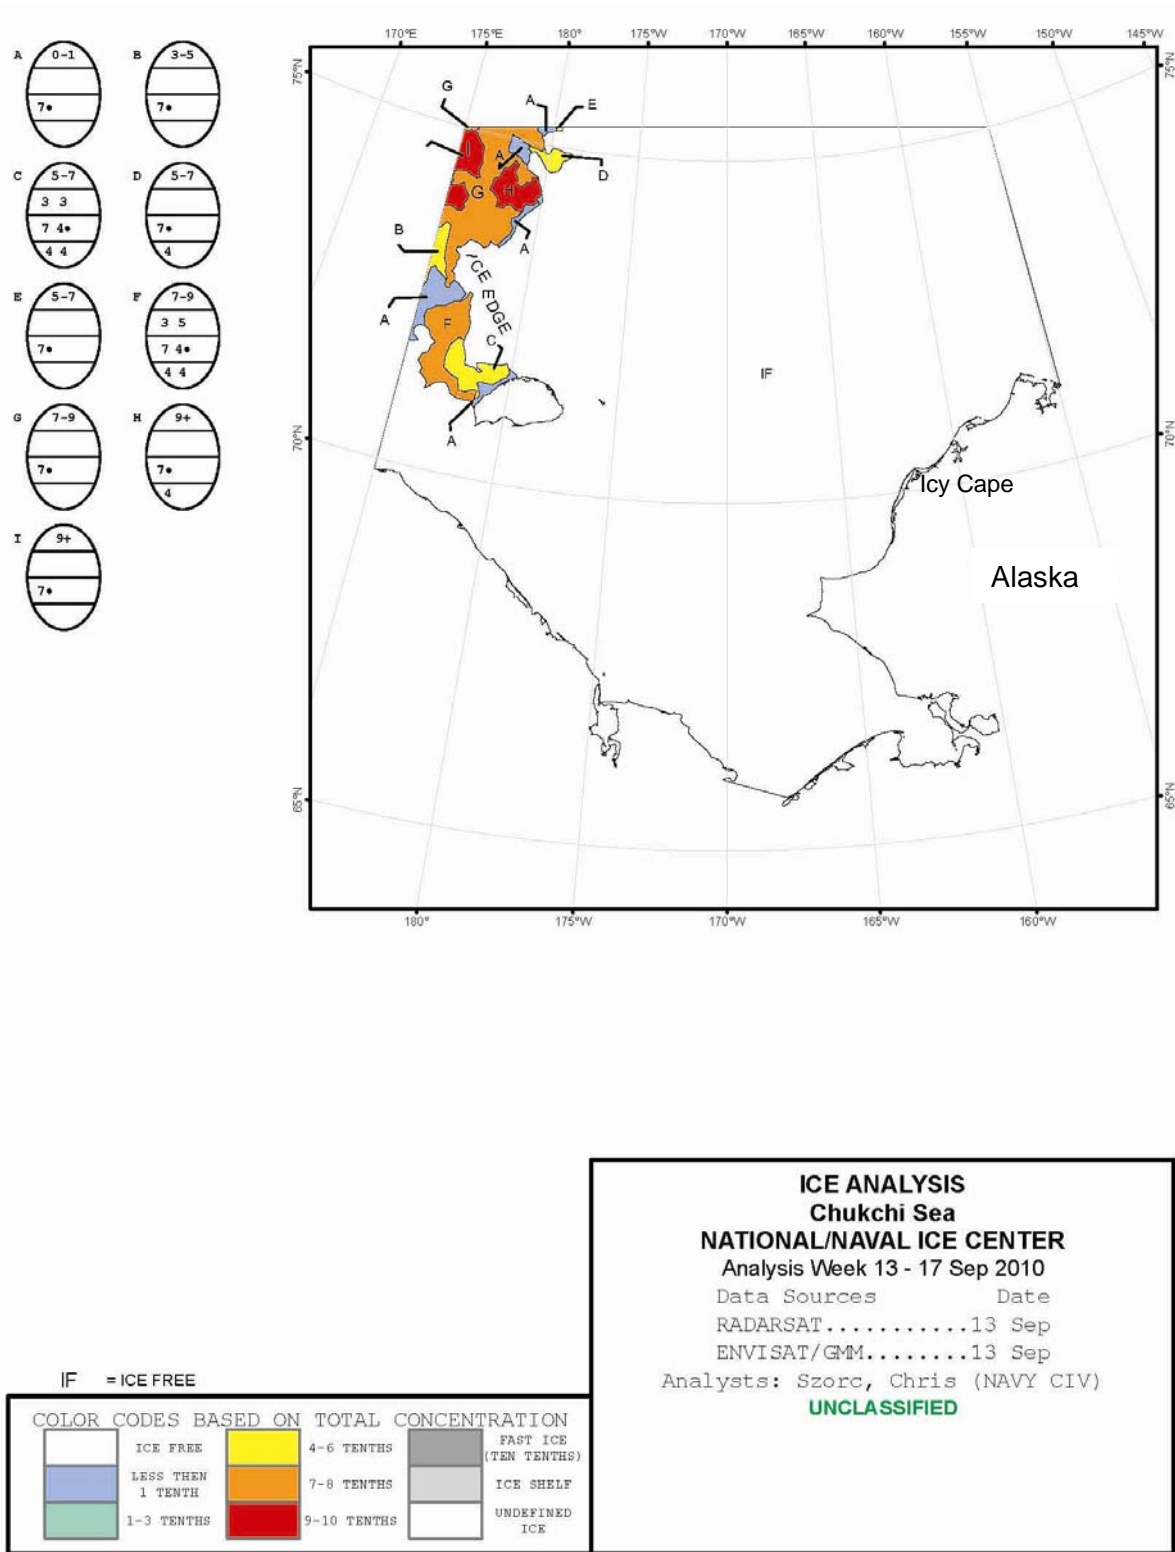 170°E 175°E 180° 175°W 170°W 165°W 160°W 155°W 150°W 145°W
75°N
75°N
A 0-1
7•
B 3-5
7•
C 5-7
3 3
7 4•
4 4
D 5-7
7•
4
E 5-7
7•
F 7-9
3 5
7 4•
4 4
G 7-9
7•
H 9+
7•
4
I 9+
7•
G
A
E
I
A
D
G
H
B
A
ICE EDGE
A
F
C
A
IF
70°N
70°N
Icy Cape
Alaska
65°N
65°N
180° 175°W 170°W 165°W 160°W
ICE ANALYSIS
Chukchi Sea
NATIONAL/NAVAL ICE CENTER
Analysis Week 13 - 17 Sep 2010
Data Sources Date
RADARSAT...........13 Sep
ENVISAT/GMM........13 Sep
Analysts: Szorc, Chris (NAVY CIV)
UNCLASSIFIED
IF = ICE FREE
COLOR CODES BASED ON TOTAL CONCENTRATION
ICE FREE
LESS THEN
1 TENTH
1-3 TENTHS
4-6 TENTHS
7-8 TENTHS
9-10 TENTHS
FAST ICE
(TEN TENTHS)
ICE SHELF
UNDEFINED
ICE